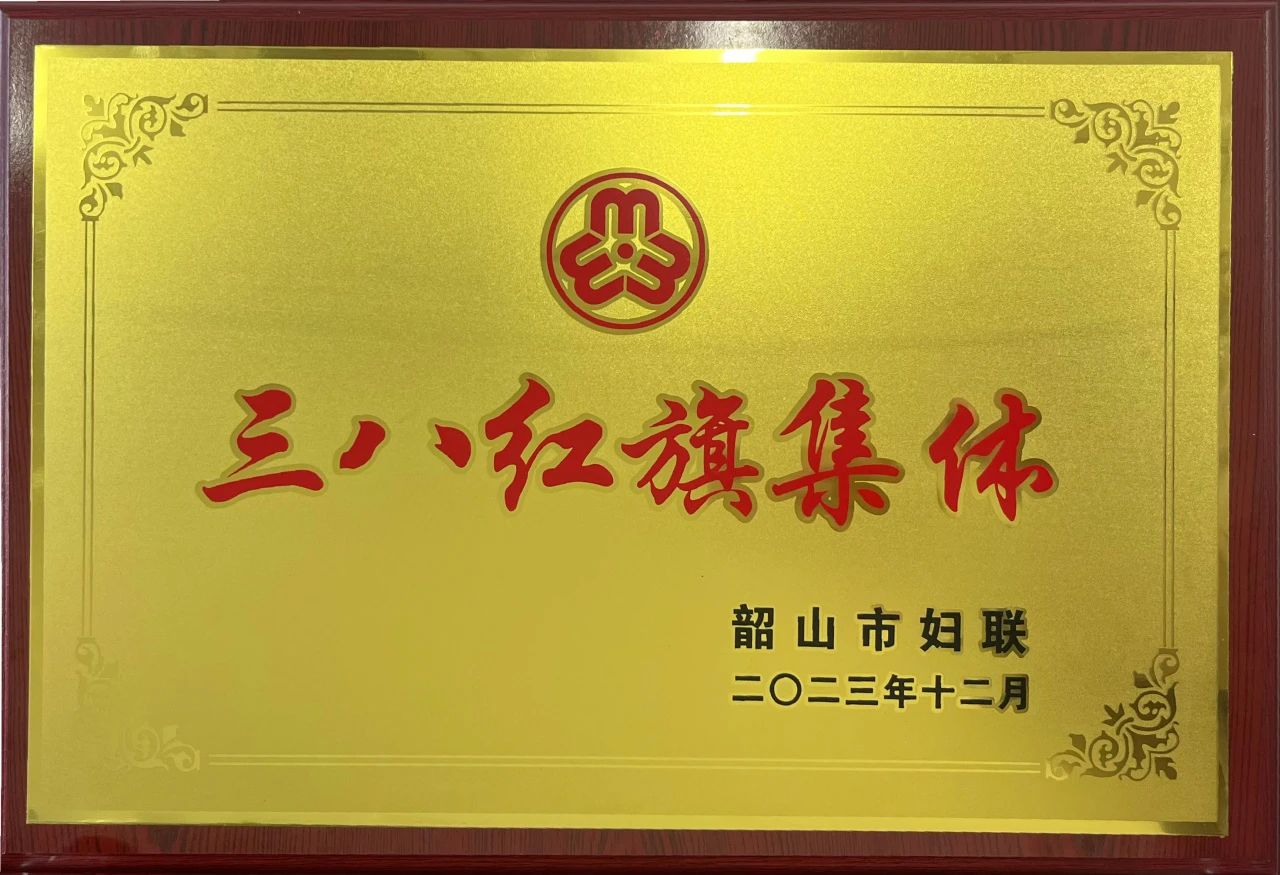 三八红旗集体
韶山市妇联
二〇二三年十二月